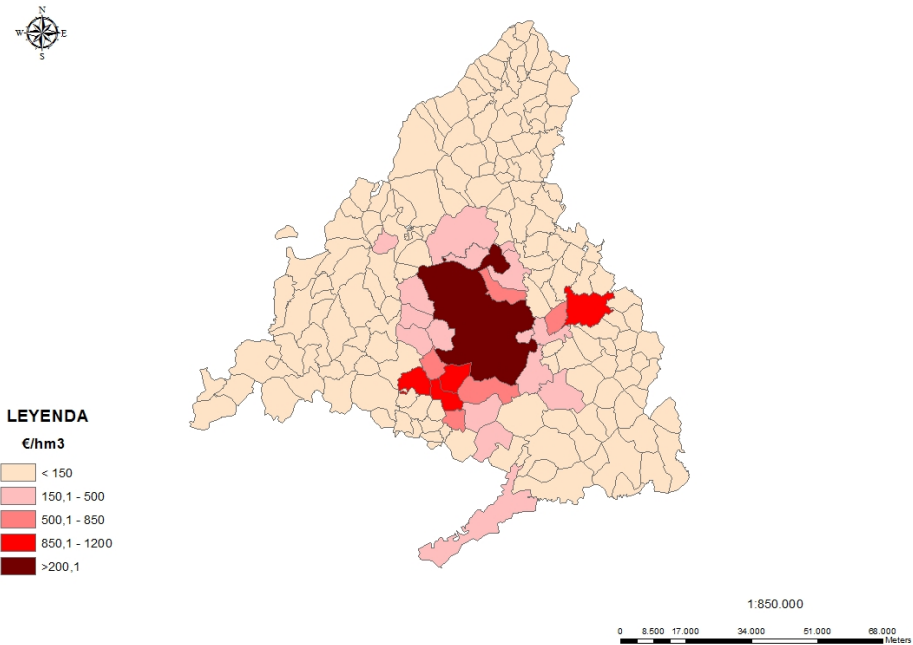 N
W E
S
LEYENDA
€/hm3
< 150
150,1 - 500
500,1 - 850
850,1 - 1200
>200,1
1:850.000
0 8.500 17.000 34.000 51.000 68.000
Meters